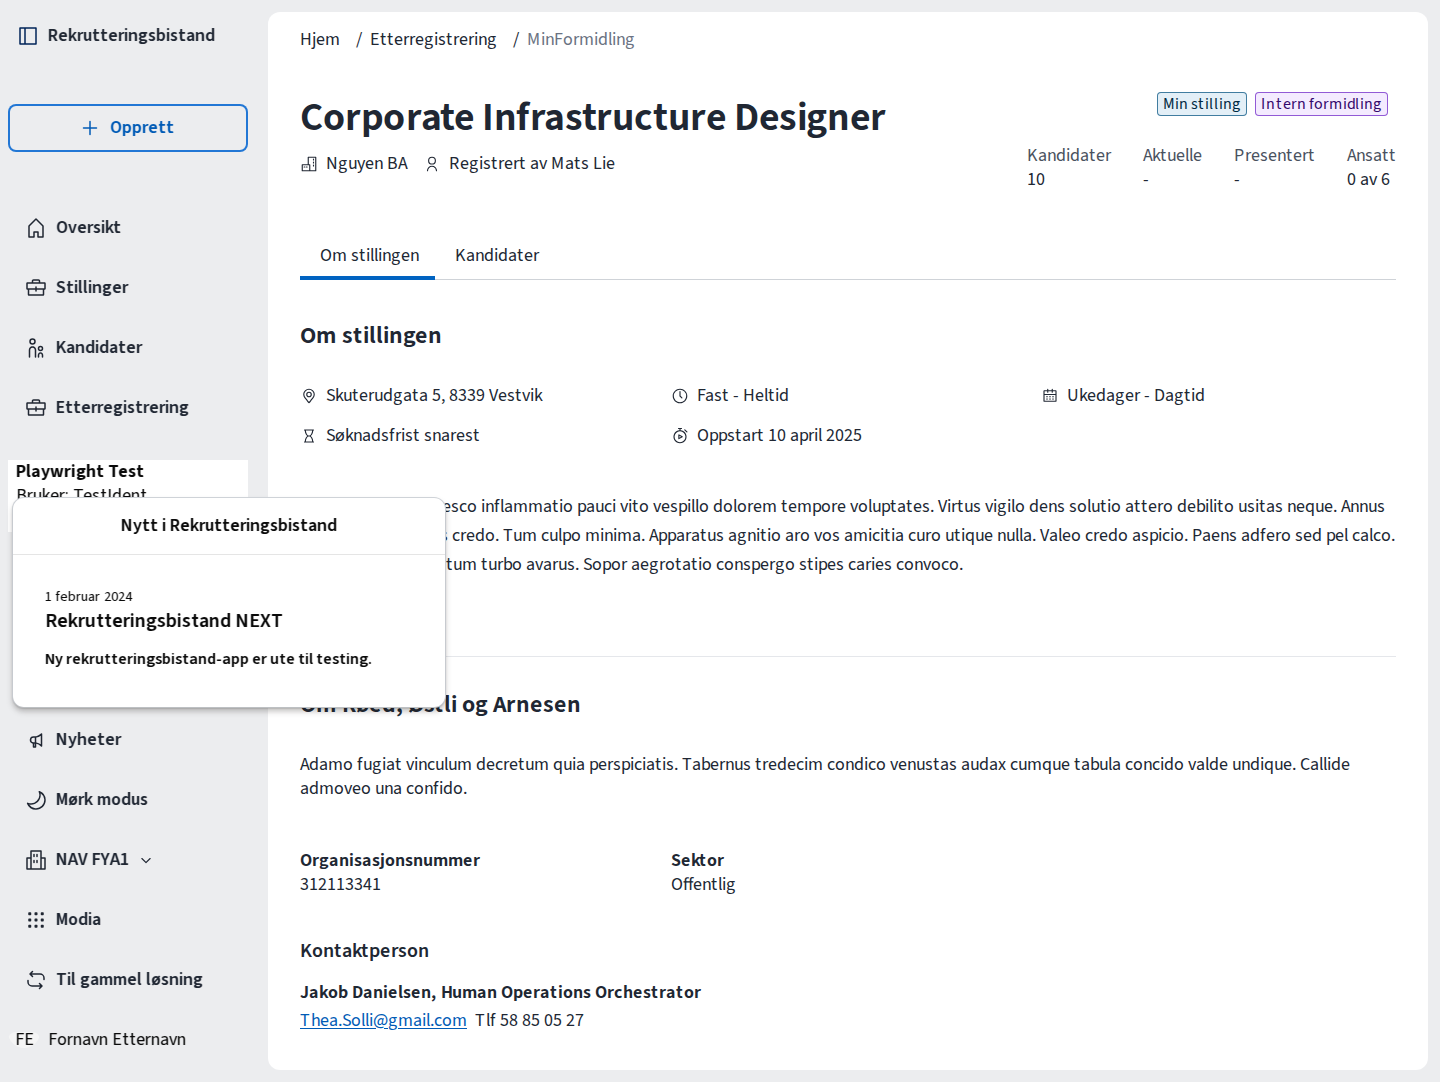 Rekrutteringsbistand
Opprett
Oversikt
Stillinger
Kandidater
Etterregistrering
Playwright Test
Bruker: TestIdent
Nytt i Rekrutteringsbistand
1 februar 2024
Rekrutteringsbistand NEXT
Ny rekrutteringsbistand-app er ute til testing.
Nyheter
Mørk modus
NAV FYA1
Modia
Til gammel løsning
FE Fornavn Etternavn
Hjem / Etterregistrering / MinFormidling
Corporate Infrastructure Designer
Min stilling Intern formidling
Nguyen BA Registrert av Mats Lie
Kandidater Aktuelle Presentert Ansatt
10 - - 0 av 6
Om stillingen Kandidater
Om stillingen
Skuterudgata 5, 8339 Vestvik Fast - Heltid Ukedager - Dagtid
Søknadsfrist snarest Oppstart 10 april 2025
inflammatio pauci vito vespillo dolorem tempore voluptates. Virtus vigilo dens solutio attero debilito usitas neque. Annus
credo. Tum culpo minima. Apparatus agnitio aro vos amicitia curo utique nulla. Valeo credo aspicio. Paens adfero sed pel calco.
turbo avarus. Sopor aegrotatio conspergo stipes caries convoco.
og Arnesen
Adamo fugiat vinculum decretum quia perspiciatis. Tabernus tredecim condico venustas audax cumque tabula concido valde undique. Callide
admoveo una confido.
Organisasjonsnummer Sektor
312113341 Offentlig
Kontaktperson
Jakob Danielsen, Human Operations Orchestrator
Thea.Solli@gmail.com Tlf 58 85 05 27